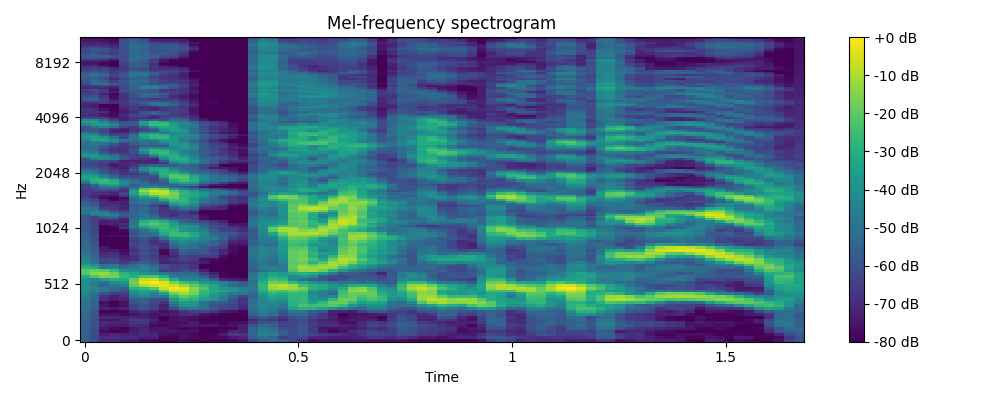 Mel-frequency spectrogram
8192
4096
2048
1024
512
0
Hz
0
0.5
1
1.5
Time
+0 dB
-10 dB
-20 dB
-30 dB
-40 dB
-50 dB
-60 dB
-70 dB
-80 dB